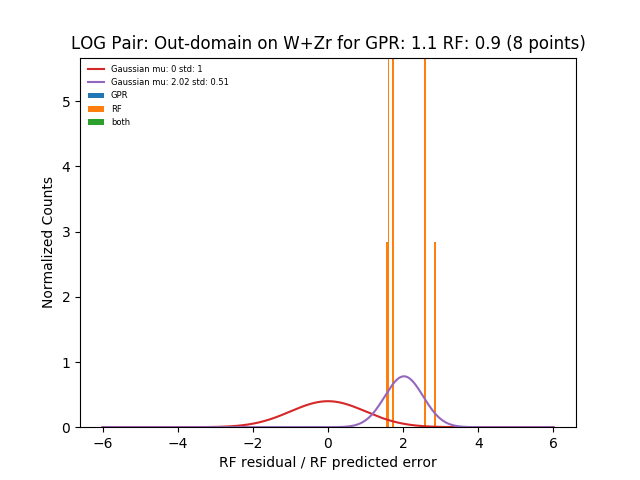 LOG Pair: Out-domain on W+Zr for GPR: 1.1 RF: 0.9 (8 points)
Gaussian mu: 0 std: 1
Gaussian mu: 2.02 std: 0.51
GPR
RF
both
Normalized Counts
5
4
3
2
1
0
−6 −4 −2 0 2 4 6
RF residual / RF predicted error